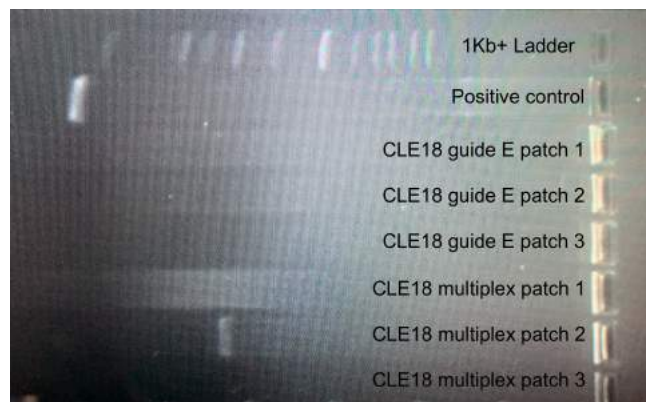 1Kb+ Ladder
Positive control
CLE18 guide E patch 1
CLE18 guide E patch 2
CLE18 guide E patch 3
CLE18 multiplex patch 1
CLE18 multiplex patch 2
CLE18 multiplex patch 3